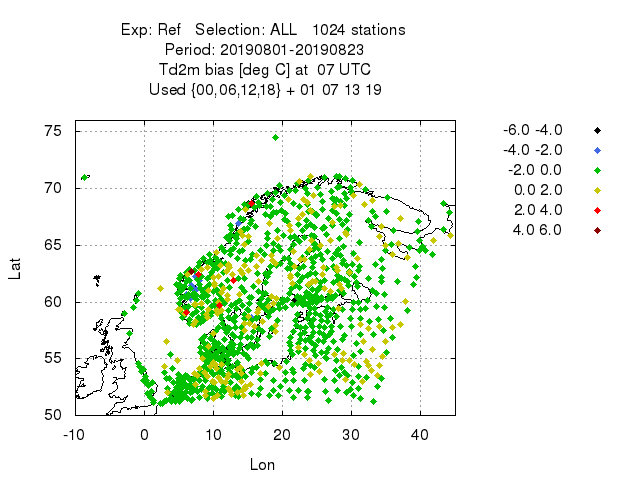 Exp: Ref   Selection: ALL   1024 stations
Period: 20190801-20190823
Td2m bias [deg C] at  07 UTC
Used {00,06,12,18} + 01 07 13 19
-6.0 -4.0
-4.0 -2.0
-2.0 0.0
0.0 2.0
2.0 4.0
4.0 6.0
Lat
75
70
65
60
55
50
-10 0 10 20 30 40
Lon